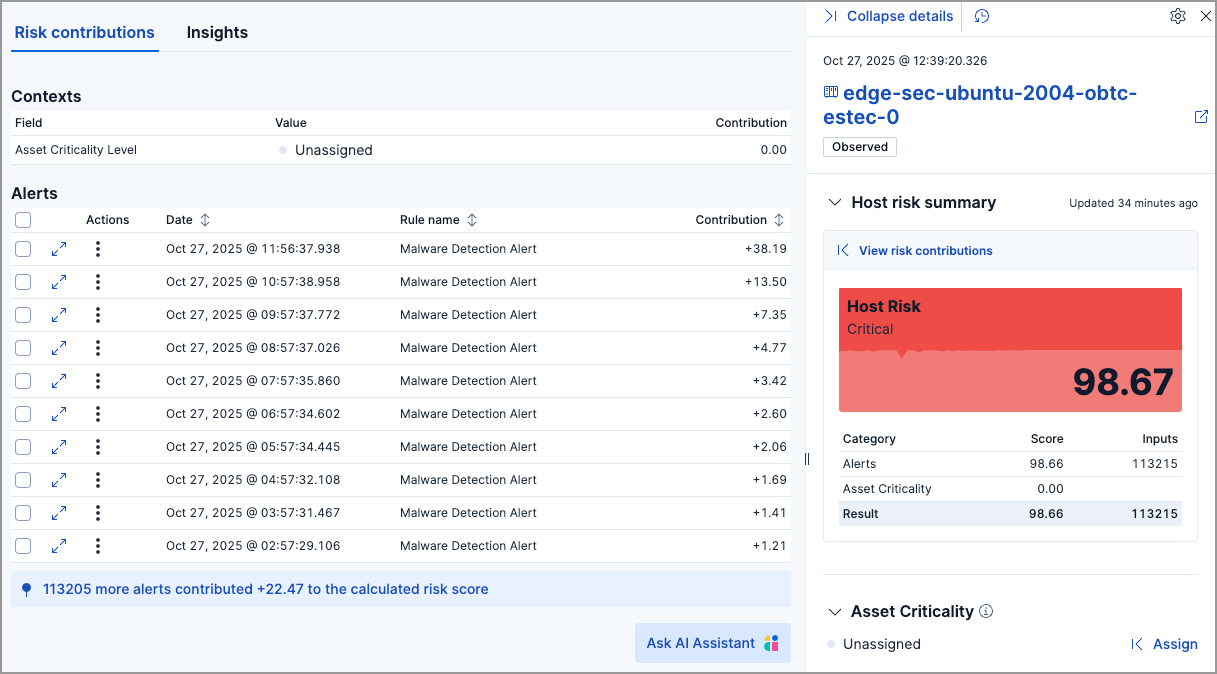 Risk contributions Insights
Contexts
Field Value Contribution
Asset Criticality Level Unassigned 0.00
Alerts
Actions Date Rule name Contribution
Oct 27, 2025 @ 11:56:37.938 Malware Detection Alert +38.19
Oct 27, 2025 @ 10:57:38.958 Malware Detection Alert +13.50
Oct 27, 2025 @ 09:57:37.772 Malware Detection Alert +7.35
Oct 27, 2025 @ 08:57:37.026 Malware Detection Alert +4.77
Oct 27, 2025 @ 07:57:35.860 Malware Detection Alert +3.42
Oct 27, 2025 @ 06:57:34.602 Malware Detection Alert +2.60
Oct 27, 2025 @ 05:57:34.445 Malware Detection Alert +2.06
Oct 27, 2025 @ 04:57:32.108 Malware Detection Alert +1.69
Oct 27, 2025 @ 03:57:31.467 Malware Detection Alert +1.41
Oct 27, 2025 @ 02:57:29.106 Malware Detection Alert +1.21
113205 more alerts contributed +22.47 to the calculated risk score
Ask AI Assistant
Collapse details
Oct 27, 2025 @ 12:39:20.326
edge-sec-ubuntu-2004-obtc-
estec-0
Observed
Host risk summary Updated 34 minutes ago
View risk contributions
Host Risk
Critical
98.67
Category Score Inputs
Alerts 98.66 113215
Asset Criticality 0.00
Result 98.66 113215
Asset Criticality
Unassigned Assign